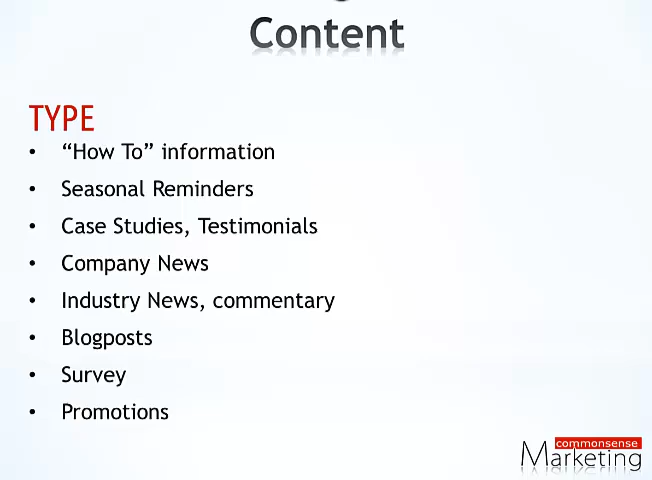 Content
TYPE
• “How To” information
• Seasonal Reminders
• Case Studies, Testimonials
• Company News
• Industry News, commentary
• Blogposts
• Survey
• Promotions
commonsense
Marketing